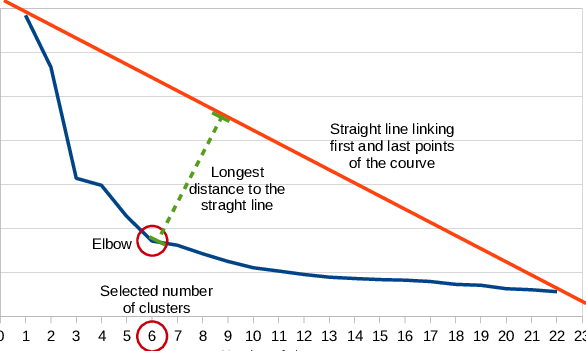 Straight line linking
first and last points
of the courve
Longest
distance to the
straght line
Elbow
Selected number
of clusters
0 1 2 3 4 5 6 7 8 9 10 11 12 13 14 15 16 17 18 19 20 21 22 23